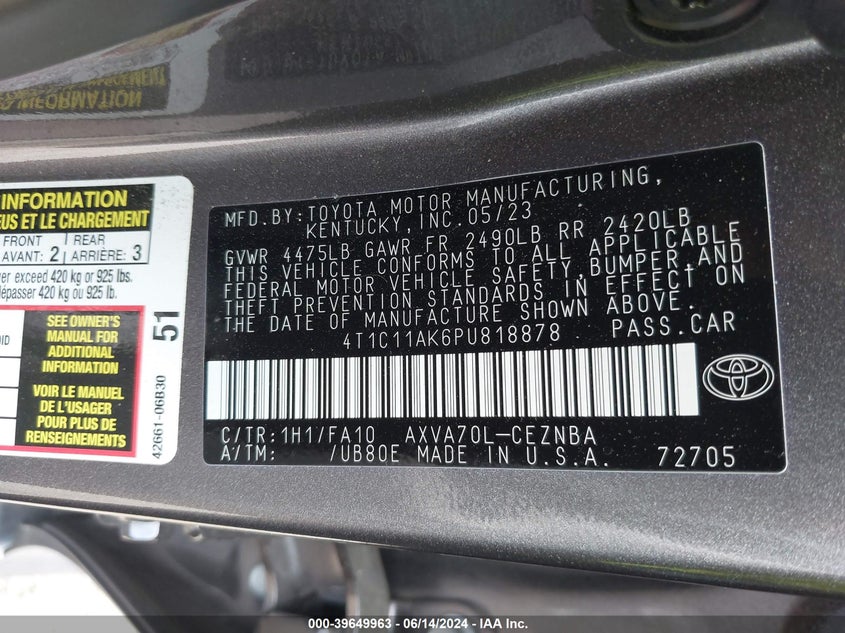 INFORMATION
EUS ET LE CHARGEMENT
FRONT
AVANT: 2
REAR
ARRIÈRE: 3
ver exceed 420 kg or 925 lbs.
dépasser 420 kg ou 925 lb.
OID
SEE OWNER'S
MANUAL FOR
ADDITIONAL
INFORMATION
VOIR LE MANUEL
DE L'USAGER
POUR PLUS DE
RENSEIGNEMENTS
51
42661-06B30
MFD.BY:TOYOTA MOTOR MANUFACTURING,
KENTUCKY,INC.05/23
GVWR 4475LB GAWR FR 2490LB RR 2420LB
THIS VEHICLE CONFORMS TO ALL APPLICABLE
FEDERAL MOTOR VEHICLE SAFETY,BUMPER,AND
THEFT PREVENTION STANDARDS IN EFFECT ON
THE DATE OF MANUFACTURE SHOWN ABOVE.
4T1C11AK6PU818878 PASS.CAR
C/TR:1H1/FA10 AXVA70L-CEZNBA
A/TM: /UB80E MADE IN U.S.A. 72705
000-39649963 - 06/14/2024 - IAA Inc.